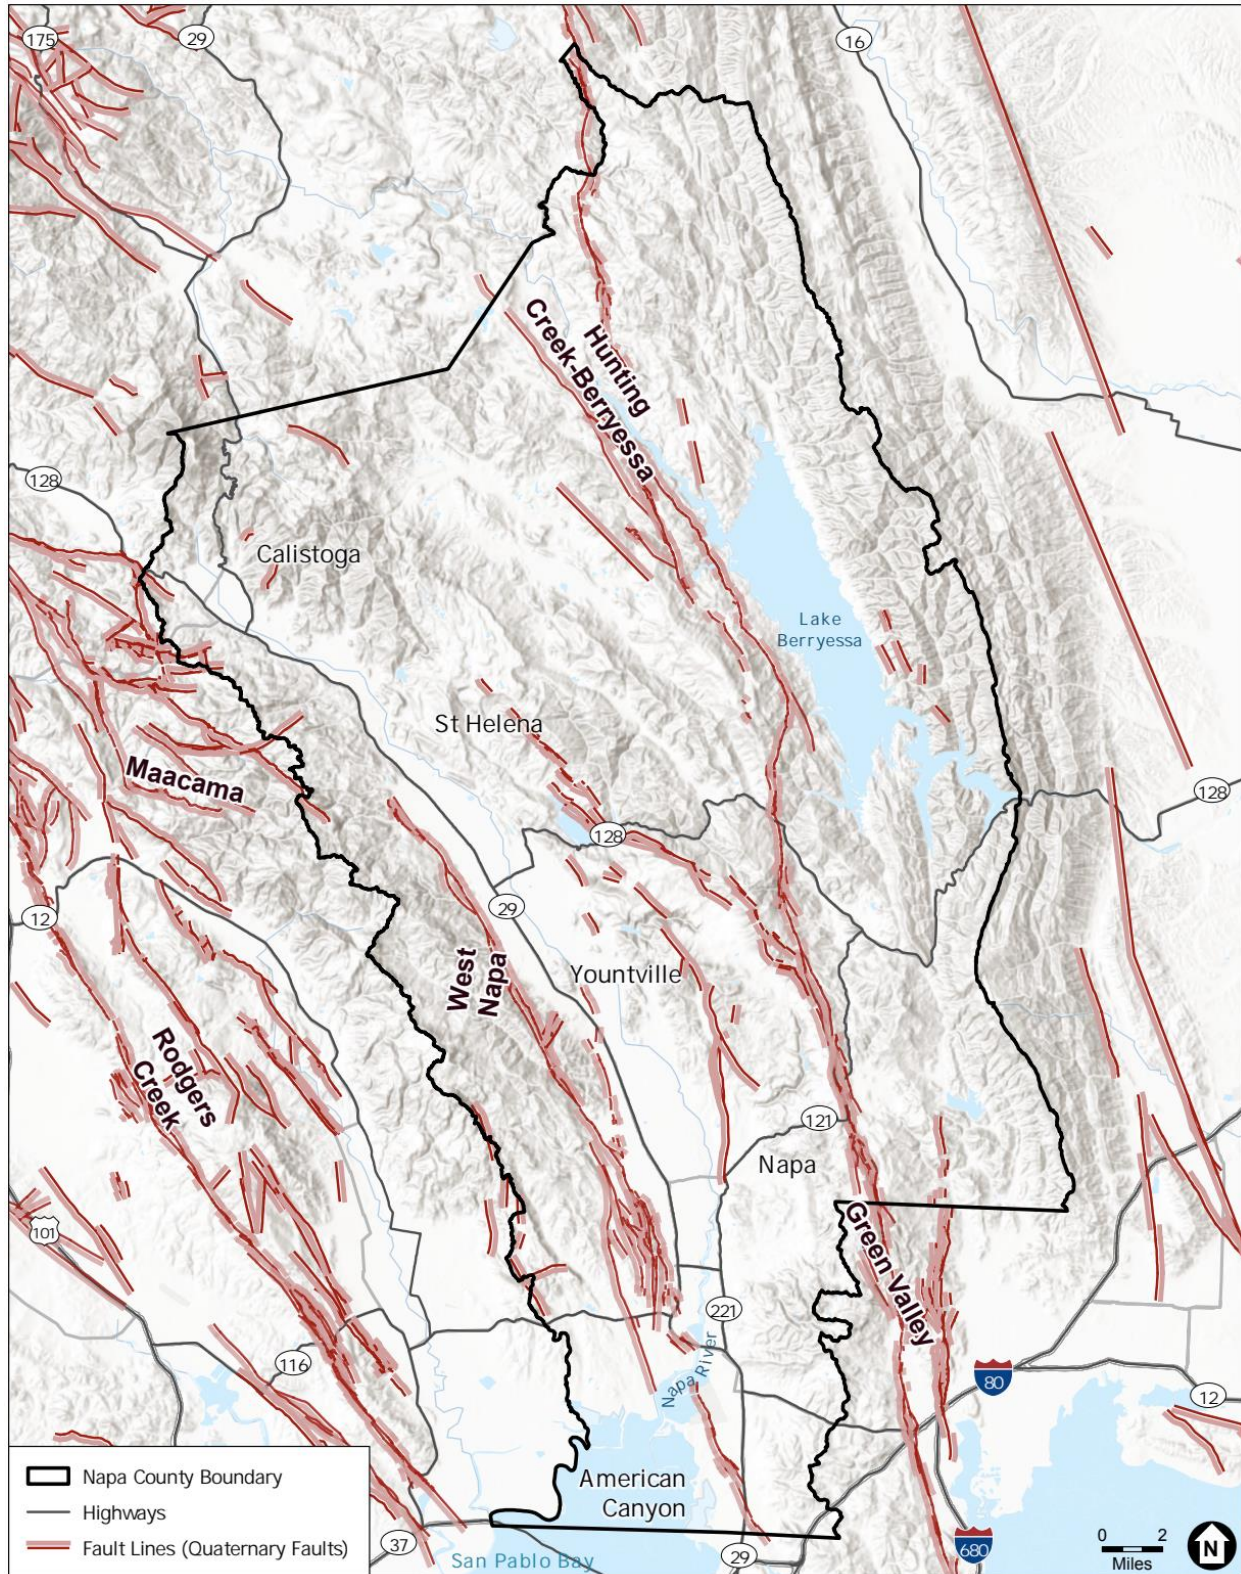 175
29
16
Hunting
Creek-Berryessa
128
Calistoga
Lake
Berryessa
St Helena
Maacama
128
128
29
12
West
Napa
Yountville
Rodgers
Creek
121
Napa
Green Valley
101
221
Napa River
116
80
12
American
Canyon
Napa County Boundary
Highways
Fault Lines (Quaternary Faults)
37
San Pablo Bay
29
680
0 2
Miles
N